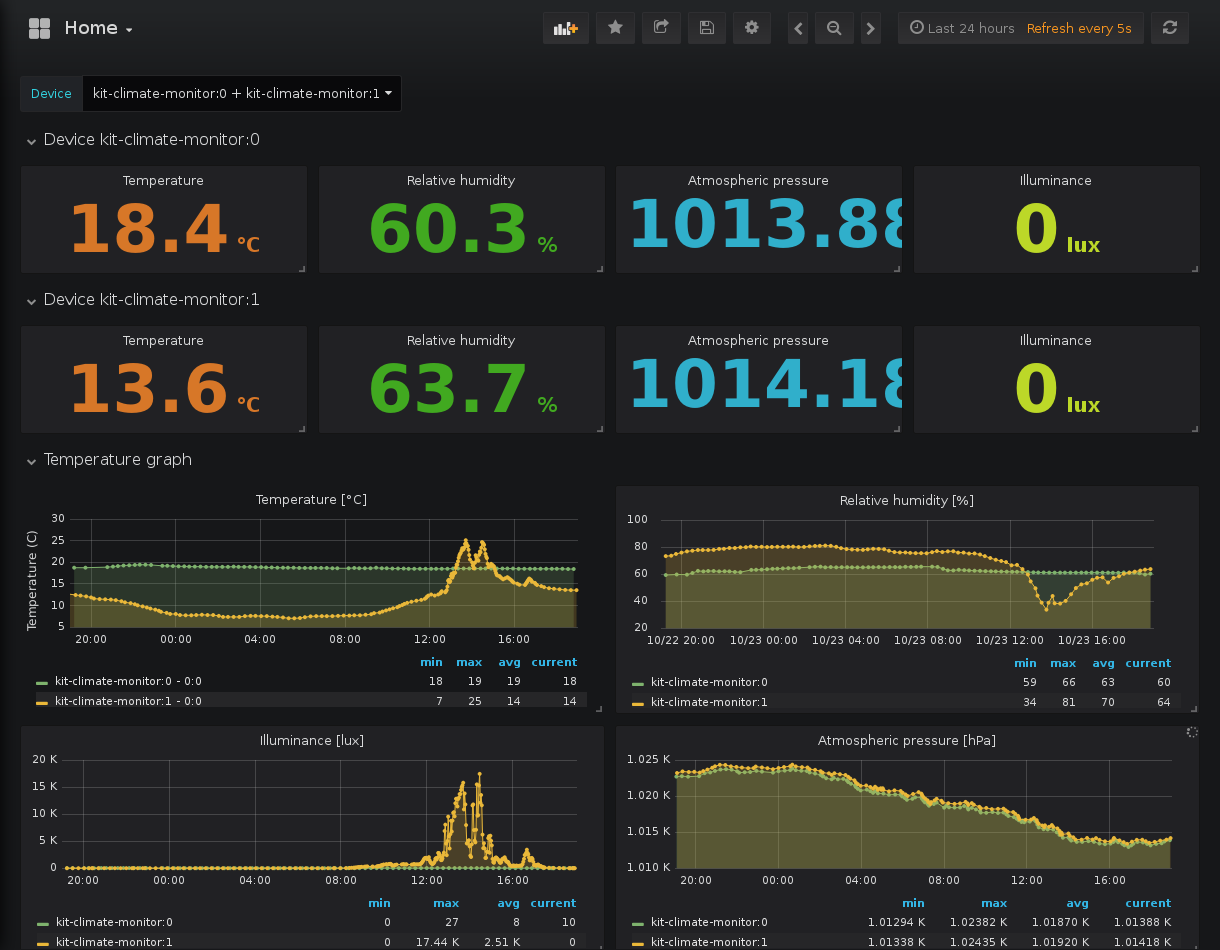 Home
Last 24 hours Refresh every 5s
Device kit-climate-monitor:0 + kit-climate-monitor:1
Device kit-climate-monitor:0
Temperature Relative humidity Atmospheric pressure Illuminance
18.4 °C 60.3 % 1013.88 0 lux
Device kit-climate-monitor:1
Temperature Relative humidity Atmospheric pressure Illuminance
13.6 °C 63.7 % 1014.18 0 lux
Temperature graph
Temperature [°C]
Temperature (C)
30
25
20
15
10
5
20:00 00:00 04:00 08:00 12:00 16:00
min max avg current
kit-climate-monitor:0 - 0:0 18 19 19 18
kit-climate-monitor:1 - 0:0 7 25 14 14
Relative humidity [%]
100
80
60
40
20
10/22 20:00 10/23 00:00 10/23 04:00 10/23 08:00 10/23 12:00 10/23 16:00
min max avg current
kit-climate-monitor:0 59 66 63 60
kit-climate-monitor:1 34 81 70 64
Illuminance [lux]
20 K
15 K
10 K
5 K
0
20:00 00:00 04:00 08:00 12:00 16:00
min max avg current
kit-climate-monitor:0 0 27 8 10
kit-climate-monitor:1 0 17.44 K 2.51 K 0
Atmospheric pressure [hPa]
1.025 K
1.020 K
1.015 K
1.010 K
20:00 00:00 04:00 08:00 12:00 16:00
min max avg current
kit-climate-monitor:0 1.01294 K 1.02382 K 1.01870 K 1.01388 K
kit-climate-monitor:1 1.01338 K 1.02435 K 1.01920 K 1.01418 K